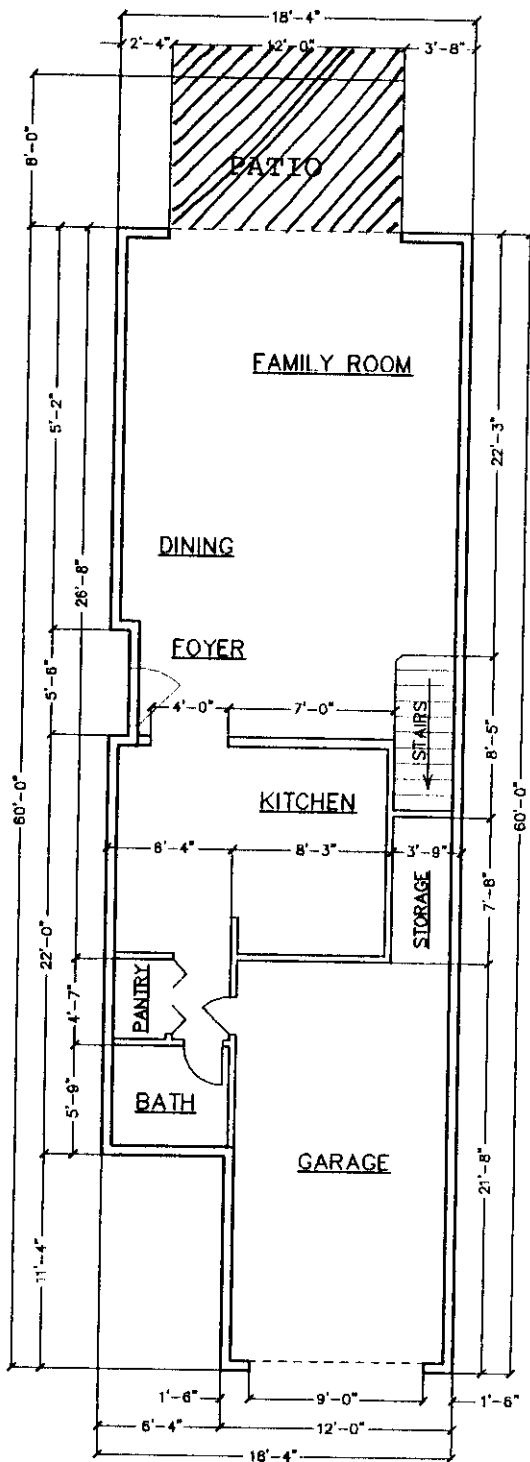 18'-4"
2'-4"
12'-0"
3'-8"
8'-0"
PATIO
FAMILY ROOM
5'-2"
22'-3"
DINING
26'-8"
FOYER
5'-6"
4'-0"
7'-0"
STAIRS
8'-5"
60'-0"
60'-0"
KITCHEN
6'-4"
8'-3"
3'-9"
STORAGE
7'-8"
22'-0"
PANTRY
4'-7"
BATH
5'-9"
GARAGE
21'-8"
11'-4"
1'-6"
9'-0"
1'-6"
6'-4"
12'-0"
18'-4"